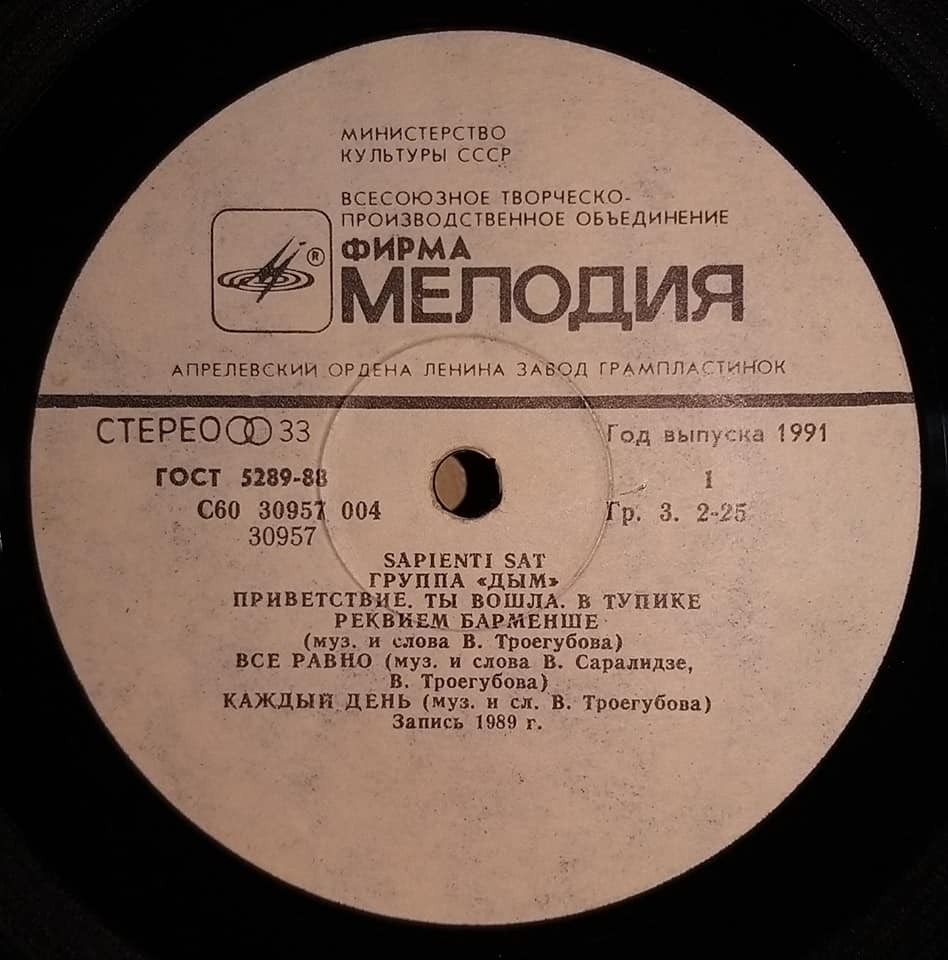 МИНИСТЕРСТВО
КУЛЬТУРЫ СССР
ВСЕСОЮЗНОЕ ТВОРЧЕСКО-
ПРОИЗВОДСТВЕННОЕ ОБЪЕДИНЕНИЕ
®
ФИРМА
МЕЛОДИЯ
АПРЕЛЕВСКИЙ ОРДЕНА ЛЕНИНА ЗАВОД ГРАМПЛАСТИНОК
СТЕРЕО 33
Год выпуска 1991
ГОСТ 5289-88
1
С60 30957 004
Гр. 3. 2-25
30957
SAPIENTI SAT
ГРУППА «ДЫМ»
ПРИВЕТСТВИЕ. ТЫ ВОШЛА. В ТУПИКЕ
РЕКВИЕМ БАРМЕНШЕ
(муз. и слова В. Троегубова)
ВСЕ РАВНО (муз. и слова В. Саралидзе,
В. Троегубова)
КАЖДЫЙ ДЕНЬ (муз. и сл. В. Троегубова)
Запись 1989 г.